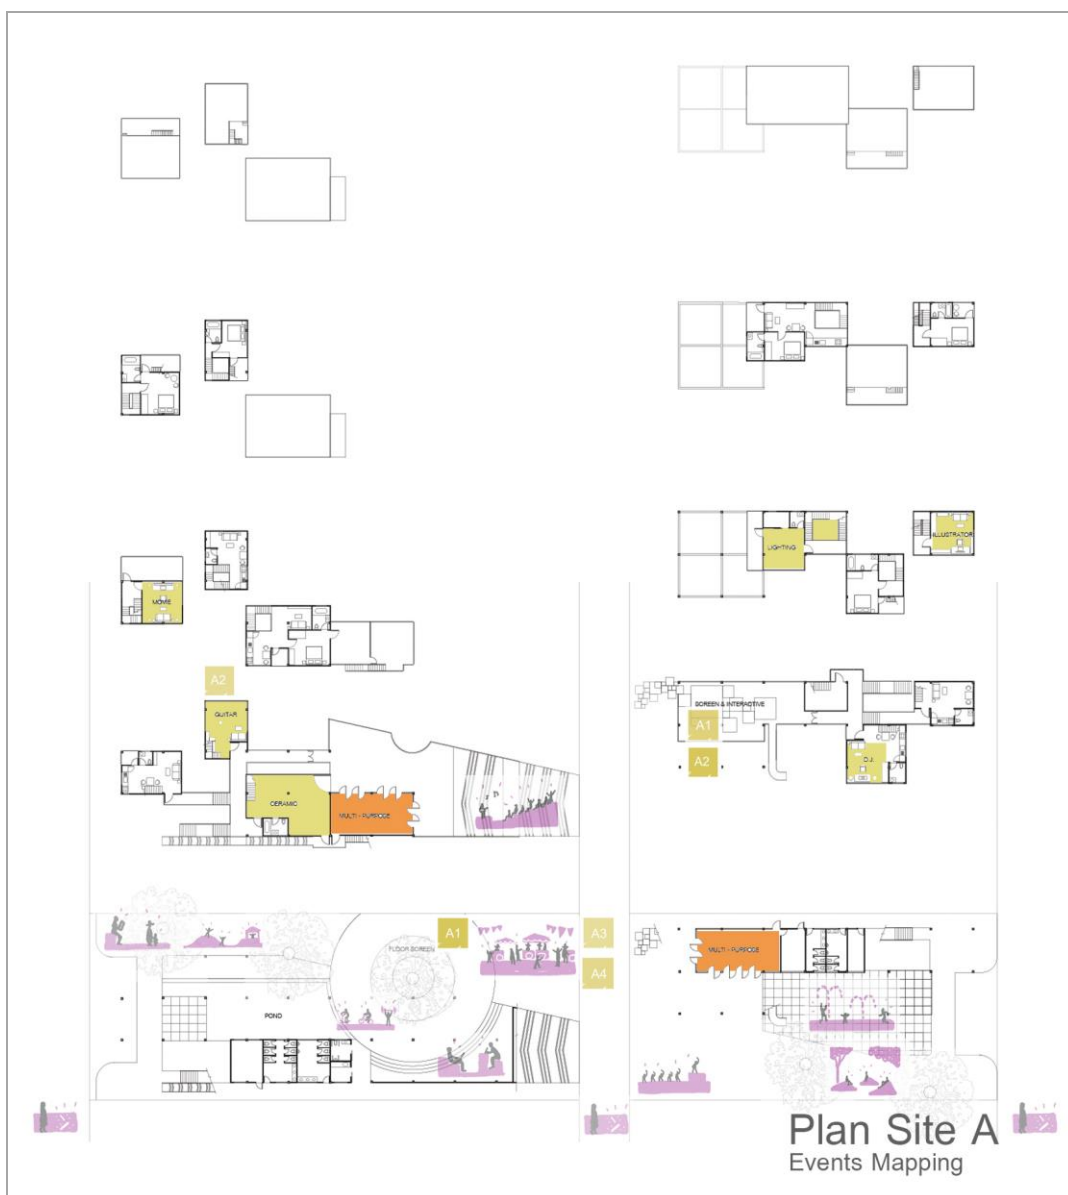 LIGHTING
ILLUSTRATOR
MOVIE
A2
GUITAR
SCREEN & INTERACTIVE
A1
A2
D.J.
CERAMIC
MULTI - PURPOSE
A1
A3
FLOOR SCREEN
MULTI - PURPOSE
A4
POND
Plan Site A
Events Mapping